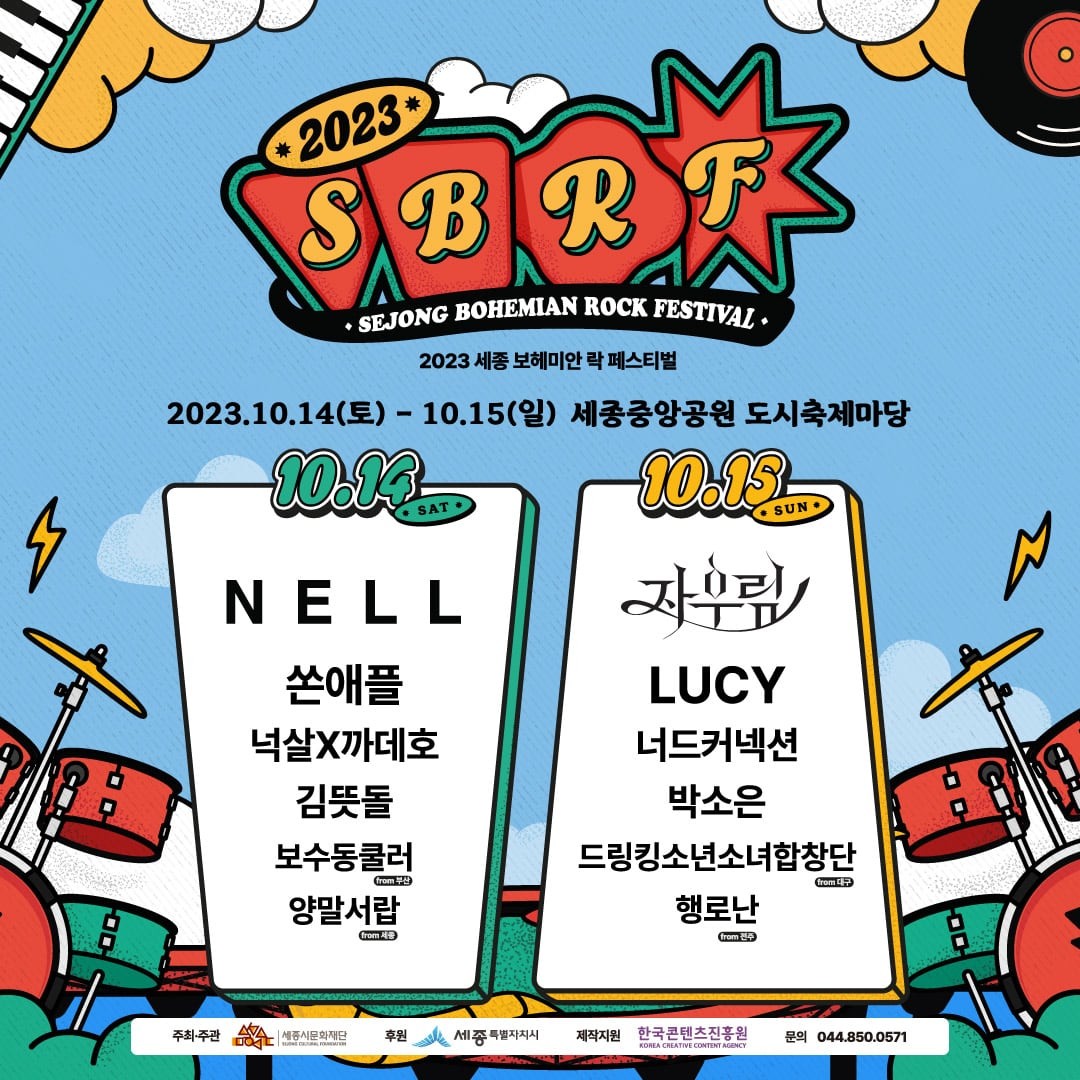 2023
SBRF
SEJONG BOHEMIAN ROCK FESTIVAL
2023 세종 보헤미안 락 페스티벌
2023.10.14(토) - 10.15(일) 세종중앙공원 도시축제마당
10.14
SAT
NELL
쏜애플
넉살X까데호
김뜻돌
보수동쿨러
from 부산
양말서랍
from 세종
10.15
SUN
자우림
LUCY
너드커넥션
박소은
드링킹소년소녀합창단
from 대구
행로난
from 전주
주최·주관 세종시문화재단
SEJONG CULTURAL FOUNDATION
후원 세종특별자치시
제작지원 한국콘텐츠진흥원
KOREA CREATIVE CONTENT AGENCY
문의 044.850.0571